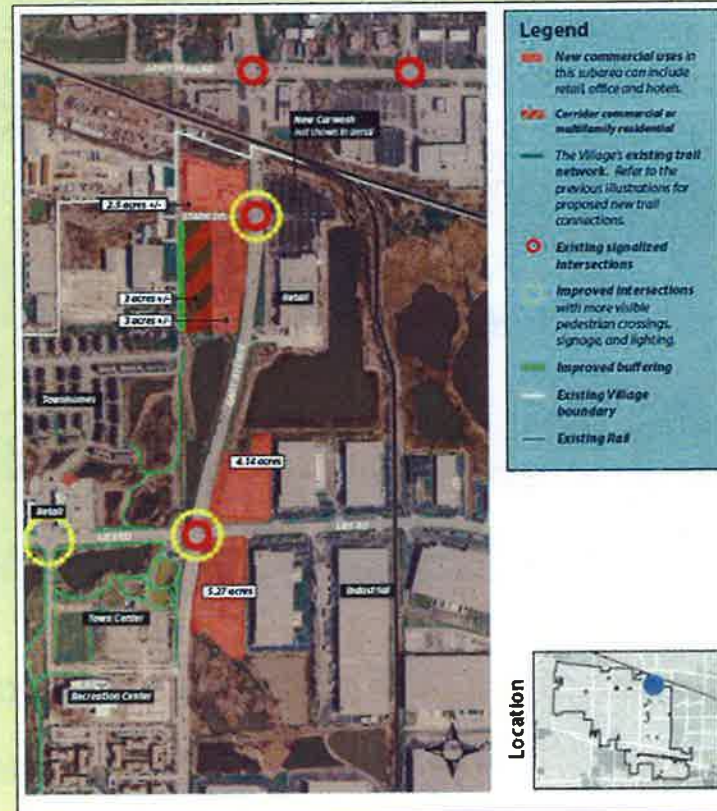 New Carwash
not shown in aerial
2.5 acres +/-
Retail
2 acres +/-
3 acres +/-
Townhomes
4.14 acres
Retail
LIES RD
LIES RD
5.27 acres
Industrial
Town Center
Recreation Center
Legend
New commercial uses in
this subarea can include
retail, office and hotels.
Corridor commercial or
multifamily residential
The Village's existing trail
network. Refer to the
previous illustrations for
proposed new trail
connections.
Existing signalized
intersections
Improved intersections
with more visible
pedestrian crossings,
signage, and lighting.
Improved buffering
Existing Village
boundary
Existing Rail
Location